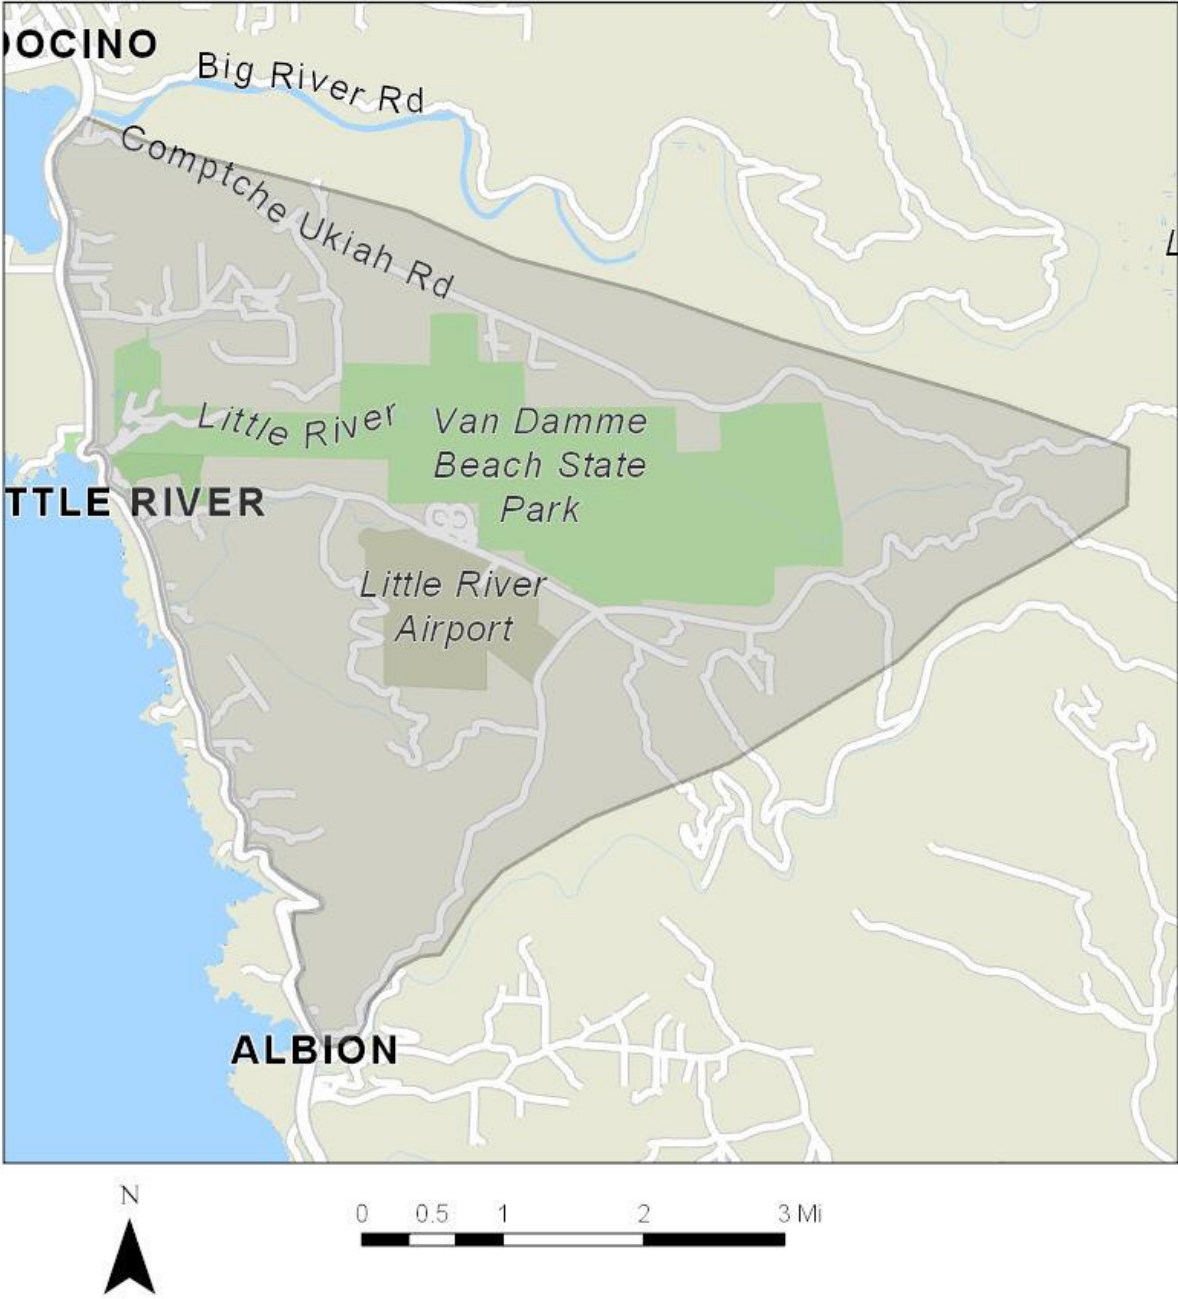 DOCINO
Big River Rd
Comptche Ukiah Rd
L
Little River
Van Damme
Beach State
Park
TTLE RIVER
Little River
Airport
ALBION
N
0 0.5 1 2 3 Mi